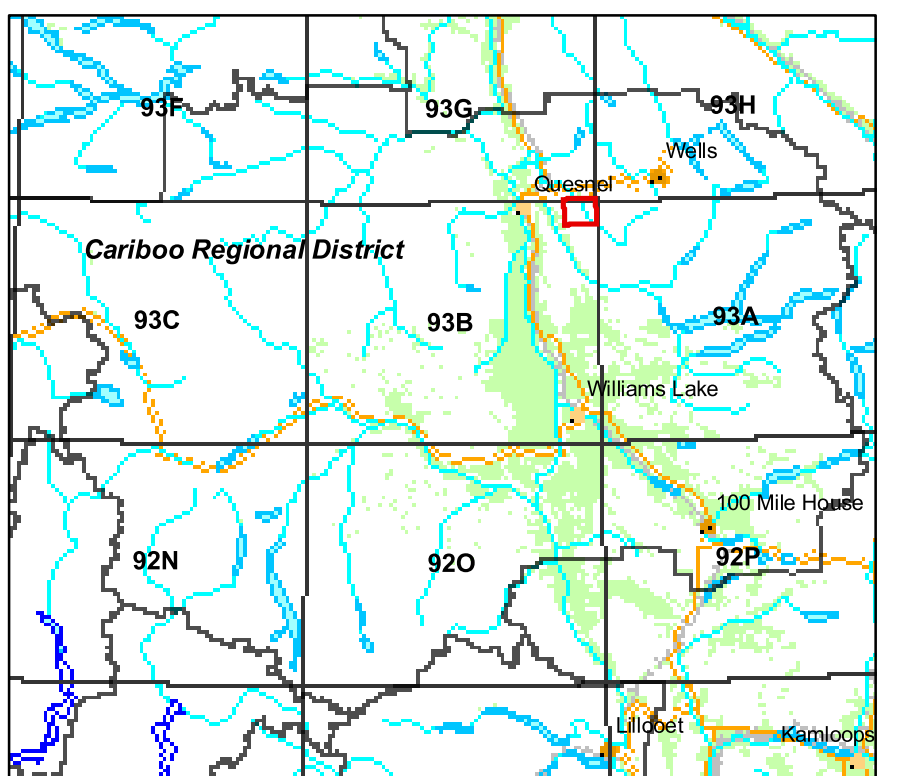 93F
93G
93H
Wells
Quesnel
Cariboo Regional District
93C
93B
93A
Williams Lake
100 Mile House
92N
92O
92P
Lillooet
Kamloops